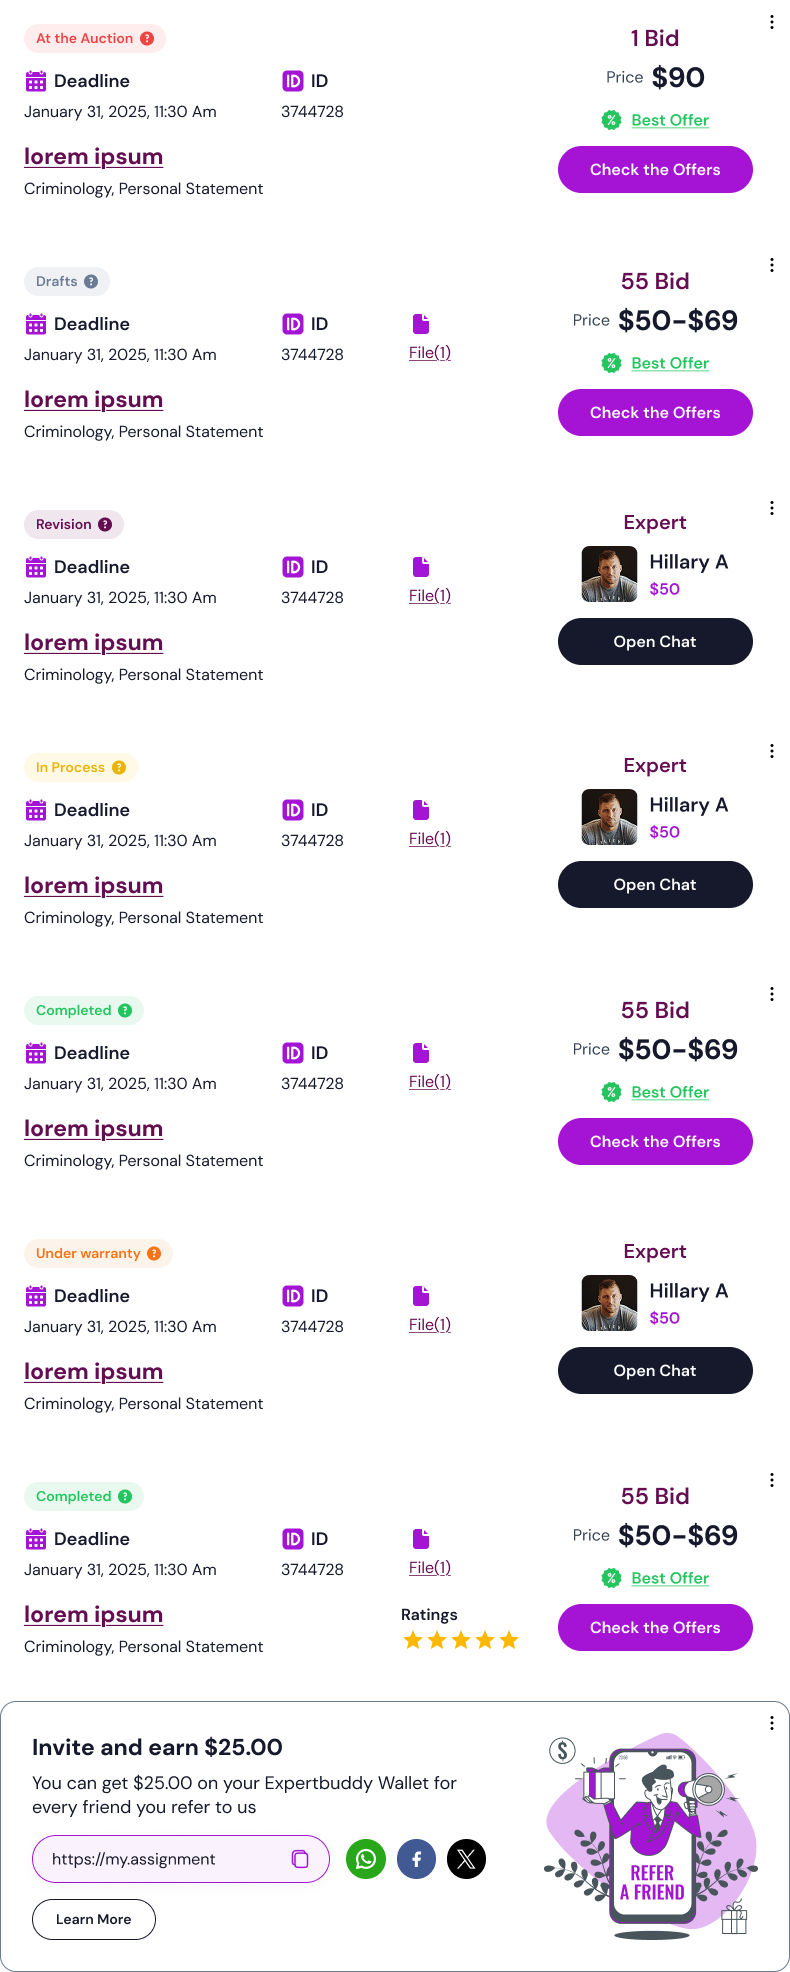 At the Auction
1 Bid
Deadline
ID
Price $90
January 31, 2025, 11:30 Am
3744728
Best Offer
lorem ipsum
Check the Offers
Criminology, Personal Statement
Drafts
55 Bid
Deadline
ID
Price $50-$69
January 31, 2025, 11:30 Am
3744728
File(1)
Best Offer
lorem ipsum
Check the Offers
Criminology, Personal Statement
Revision
Expert
Deadline
ID
Hillary A
January 31, 2025, 11:30 Am
3744728
File(1)
$50
lorem ipsum
Open Chat
Criminology, Personal Statement
In Process
Expert
Deadline
ID
Hillary A
January 31, 2025, 11:30 Am
3744728
File(1)
$50
lorem ipsum
Open Chat
Criminology, Personal Statement
Completed
55 Bid
Deadline
ID
Price $50-$69
January 31, 2025, 11:30 Am
3744728
File(1)
Best Offer
lorem ipsum
Check the Offers
Criminology, Personal Statement
Under warranty
Expert
Deadline
ID
Hillary A
January 31, 2025, 11:30 Am
3744728
File(1)
$50
lorem ipsum
Open Chat
Criminology, Personal Statement
Completed
55 Bid
Deadline
ID
Price $50-$69
January 31, 2025, 11:30 Am
3744728
File(1)
Best Offer
lorem ipsum
Ratings
Check the Offers
Criminology, Personal Statement
Invite and earn $25.00
You can get $25.00 on your Expertbuddy Wallet for
every friend you refer to us
https://my.assignment
Learn More
REFER
A FRIEND